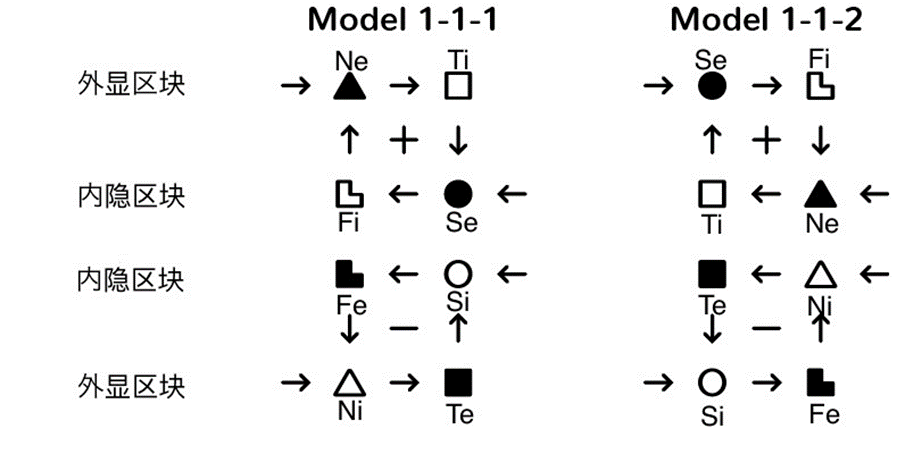 Model 1-1-1 Model 1-1-2
Ne Ti Se Fi
外显区块 → → → →
↑ + ↓ ↑ + ↓
内隐区块 ← ← ← ←
Fi Se Ti Ne
内隐区块 ← ← ← ←
Fe Si Te Ni
↓ − ↑ ↓ − ↑
外显区块 → → → →
Ni Te Si Fe